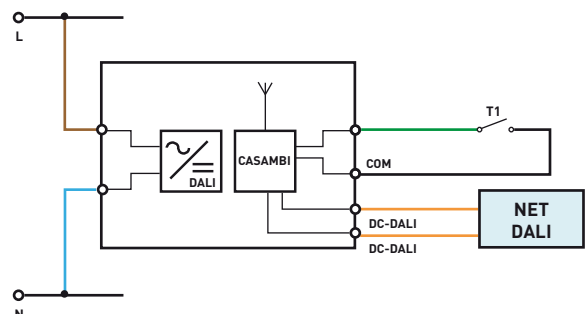 L
T1
CASAMBI
DALI
COM
NET
DALI
DC-DALI
DC-DALI
N